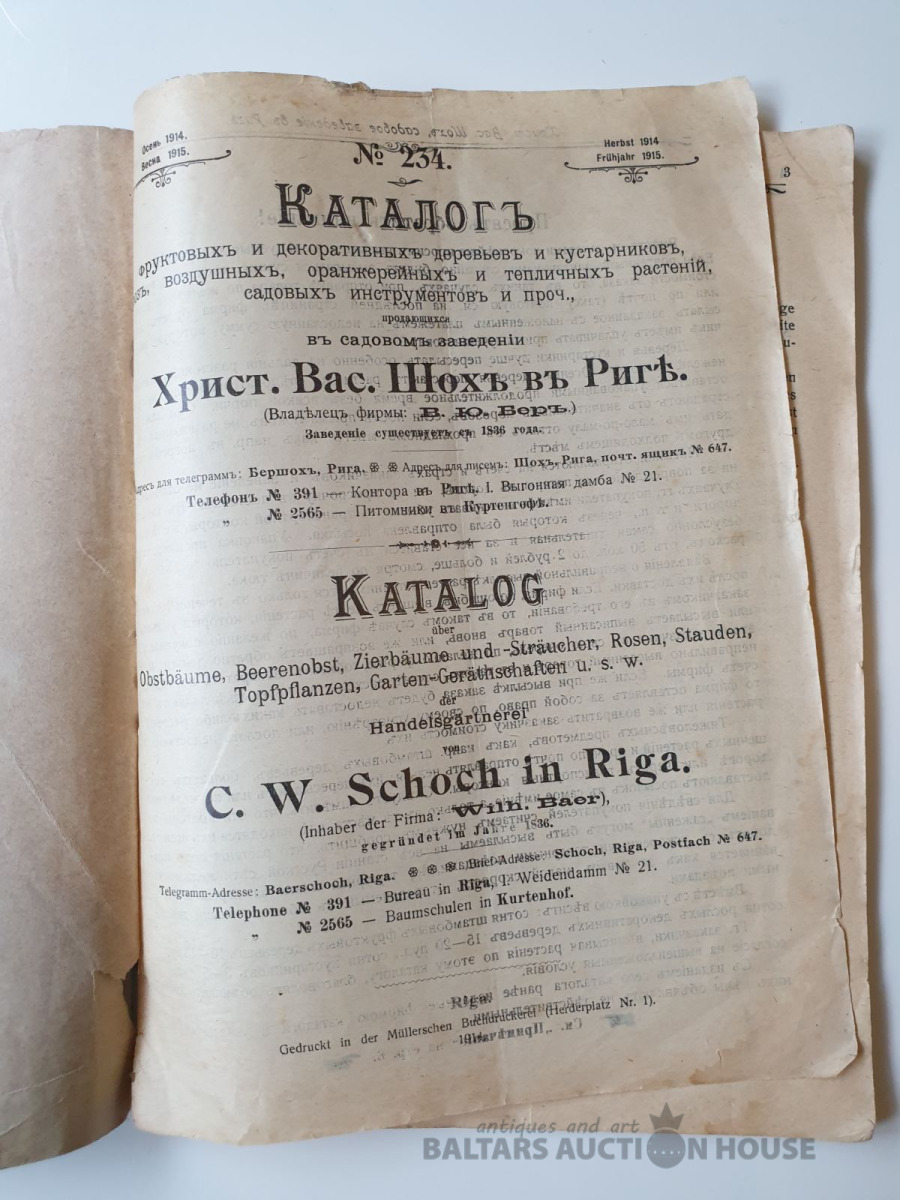 Осень 1914.
Весна 1915.
Herbst 1914
Frühjahr 1915.
№ 234.
3
Каталогъ
фруктовыхъ и декоративныхъ деревьевъ и кустарниковъ,
воздушныхъ, оранжерейныхъ и тепличныхъ растеній,
садовыхъ инструментовъ и проч.,
продающихся
въ садовомъ заведеніи
Христ. Вас. Шохъ въ Ригѣ.
(Владѣлецъ фирмы: В. Ю. Беръ.)
Заведеніе существуетъ съ 1836 года.
для телеграммъ: Бершохъ, Рига. Адресъ для писемъ: Шохъ, Рига, почт. ящикъ № 647.
Телефонъ № 391 — Контора въ Ригѣ, І. Выгонная дамба № 21.
„ № 2565 — Питомники въ Куртенгофѣ.
Katalog
über
Obstbäume, Beerenobst, Zierbäume und -Sträucher, Rosen, Stauden,
Topfpflanzen, Garten-Geräthschaften u. s. w.
der
Handelsgärtnerei
von
C. W. Schoch in Riga.
(Inhaber der Firma: Wilh. Baer),
gegründet im Jahre 1836.
Telegramm-Adresse: Baerschoch, Riga. Brief-Adresse: Schoch, Riga, Postfach № 647.
Telephone № 391 — Bureau in Riga, I. Weidendamm № 21.
„ № 2565 — Baumschulen in Kurtenhof.
Riga.
Gedruckt in der Müllerschen Buchdruckerei (Herderplatz Nr. 1).
1914.
antiques and art
BALTARS AUCTION HOUSE